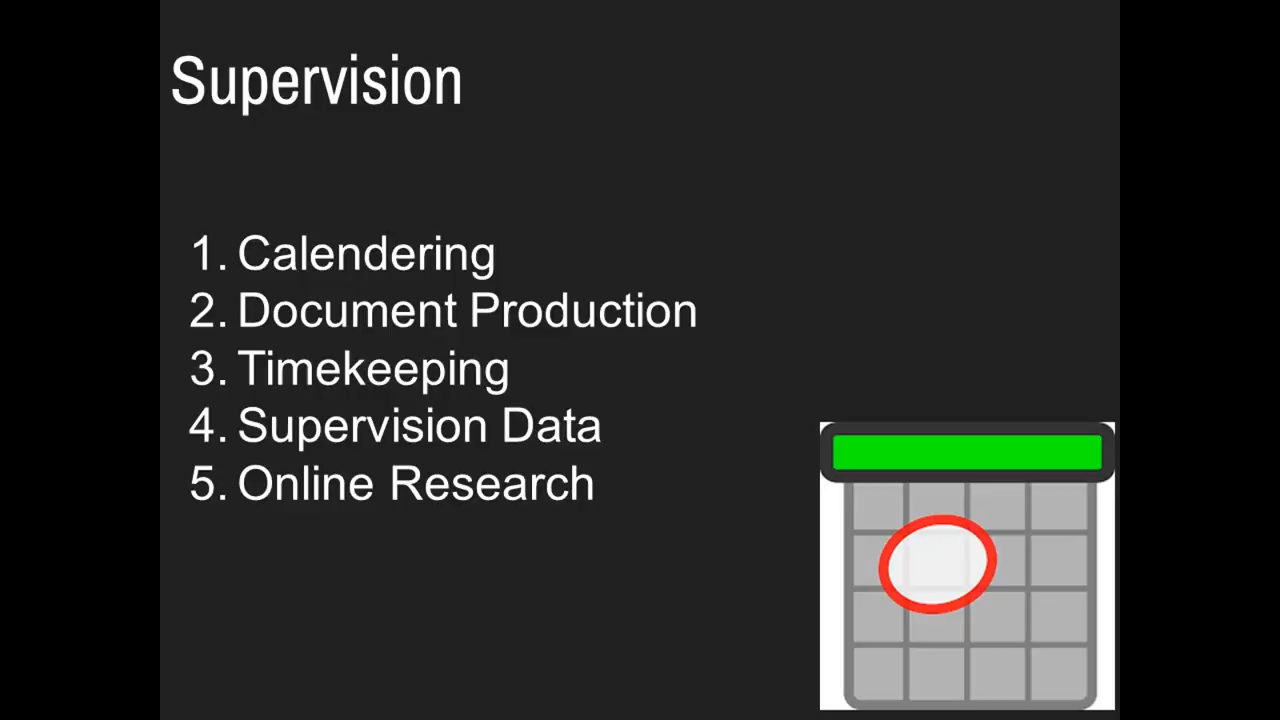 Supervision
1. Calendering
2. Document Production
3. Timekeeping
4. Supervision Data
5. Online Research